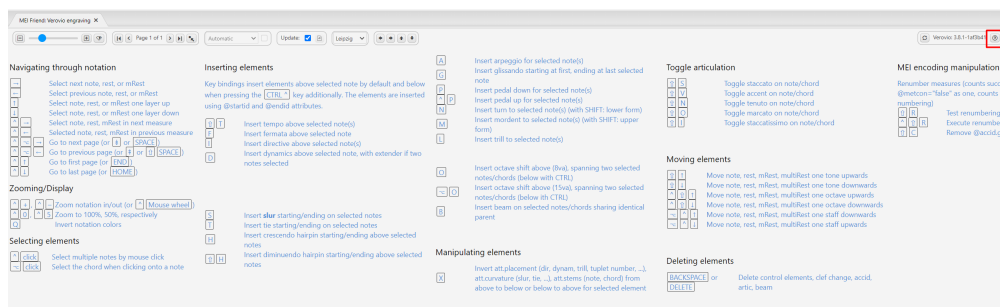 MEI Friend: Verovio engraving ×
Page 1 of 1
Automatic
Update
Leipzig
Verovio: 3.8.1-1af3b41
Navigating through notation
→ Select next note, rest, or mRest
← Select previous note, rest, or mRest
↑ Select note, rest, or mRest one layer up
↓ Select note, rest, or mRest one layer down
^ → Select note, rest, mRest in next measure
^ ← Selected note, rest, mRest in previous measure
^ ⌥ → Go to next page (or ⇞ or SPACE)
^ ⌥ ← Go to previous page (or ⇟ or ⇧ SPACE)
^ ↑ Go to first page (or END)
^ ↓ Go to last page (or HOME)
Zooming/Display
^ +, ^ - Zoom notation in/out (or ^ Mouse wheel)
^ 0, ^ 5 Zoom to 100%, 50%, respectively
Q Invert notation colors
Selecting elements
^ click Select multiple notes by mouse click
⌥ click Select the chord when clicking onto a note
Inserting elements
Key bindings insert elements above selected note by default and below
when pressing the CTRL ^ key additionally. The elements are inserted
using @startid and @endid attributes.
⇧ T Insert tempo above selected note(s)
F Insert fermata above selected note
I Insert directive above selected note(s)
D Insert dynamics above selected note, with extender if two
notes selected
S Insert slur starting/ending on selected notes
T Insert tie starting/ending on selected notes
H Insert crescendo hairpin starting/ending above selected
notes
⇧ H Insert diminuendo hairpin starting/ending above selected
notes
A Insert arpeggio for selected note(s)
G Insert glissando starting at first, ending at last selected
note
P Insert pedal down for selected note(s)
^ P Insert pedal up for selected note(s)
N Insert turn to selected note(s) (with SHIFT: lower form)
M Insert mordent to selected note(s) (with SHIFT: upper
form)
L Insert trill to selected note(s)
O Insert octave shift above (8va), spanning two selected
notes/chords (below with CTRL)
⌥ O Insert octave shift above (15va), spanning two selected
notes/chords (below ith CTRL)
B Insert beam on selected notes/chords sharing identical
parent
Manipulating elements
X Invert att.placement (dir, dynam, trill, tuplet number, ...),
att.curvature (slur, tie, ...), att.stems (note, chord) from
above to below or below to above for selected element
Toggle articulation
⇧ S Toggle staccato on note/chord
⇧ V Toggle accent on note/chord
⇧ N Toggle tenuto on note/chord
⇧ O Toggle marcato on note/chord
⇧ I Toggle staccatissimo on note/chord
Moving elements
⇧ ↑ Move note, rest, mRest, multiRest one tone upwards
⇧ ↓ Move note, rest, mRest, multiRest one tone downwards
^ ⇧ ↑ Move note, rest, mRest, multiRest one octave upwards
^ ⇧ ↓ Move note, rest, mRest, multiRest one octave downwards
⌥ ^ ↑ Move note, rest, mRest, multiRest one staff downwards
⌥ ^ ↓ Move note, rest, mRest, multiRest one staff upwards
Deleting elements
BACKSPACE or Delete control elements, clef change, accid,
DELETE artic, beam
MEI encoding manipulation
Renumber measures (counts succ
@metcon="false" as one, counts
numbering)
⇧ R Test renumbering
^ ⇧ R Execute renumbe
⇧ C Remove @accid.g